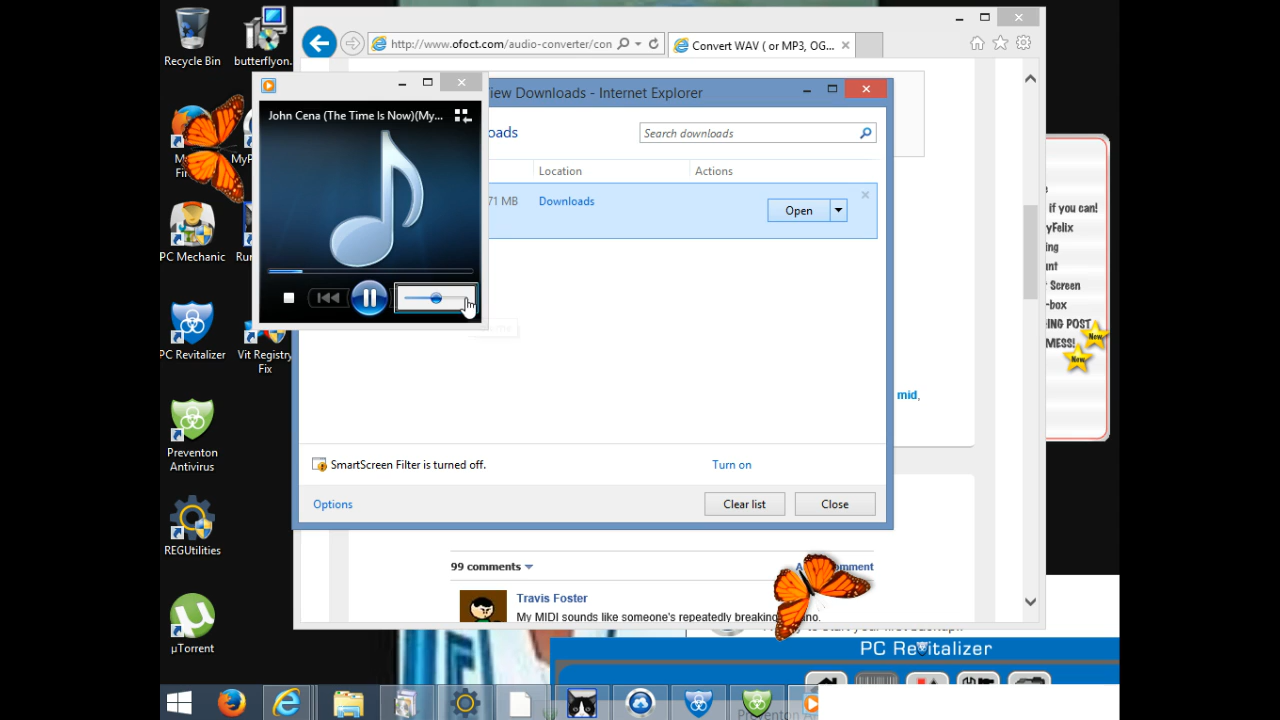 Recycle Bin
butterflyon.
http://www.ofoct.com/audio-converter/con
Convert WAV ( or MP3, OG...
John Cena (The Time Is Now)(My...
iew Downloads - Internet Explorer
oads
Search downloads
Location
Actions
71 MB
Downloads
Open
PC Mechanic
if you can!
yFelix
Screen
-box
ING POST
MESS!
New
New
PC Revitalizer
Vit Registry
Fix
mid,
Preventon
Antivirus
SmartScreen Filter is turned off.
Turn on
Options
Clear list
Close
REGUtilities
99 comments
Travis Foster
My MIDI sounds like someone's repeatedly breaking
µTorrent
PC Revitalizer